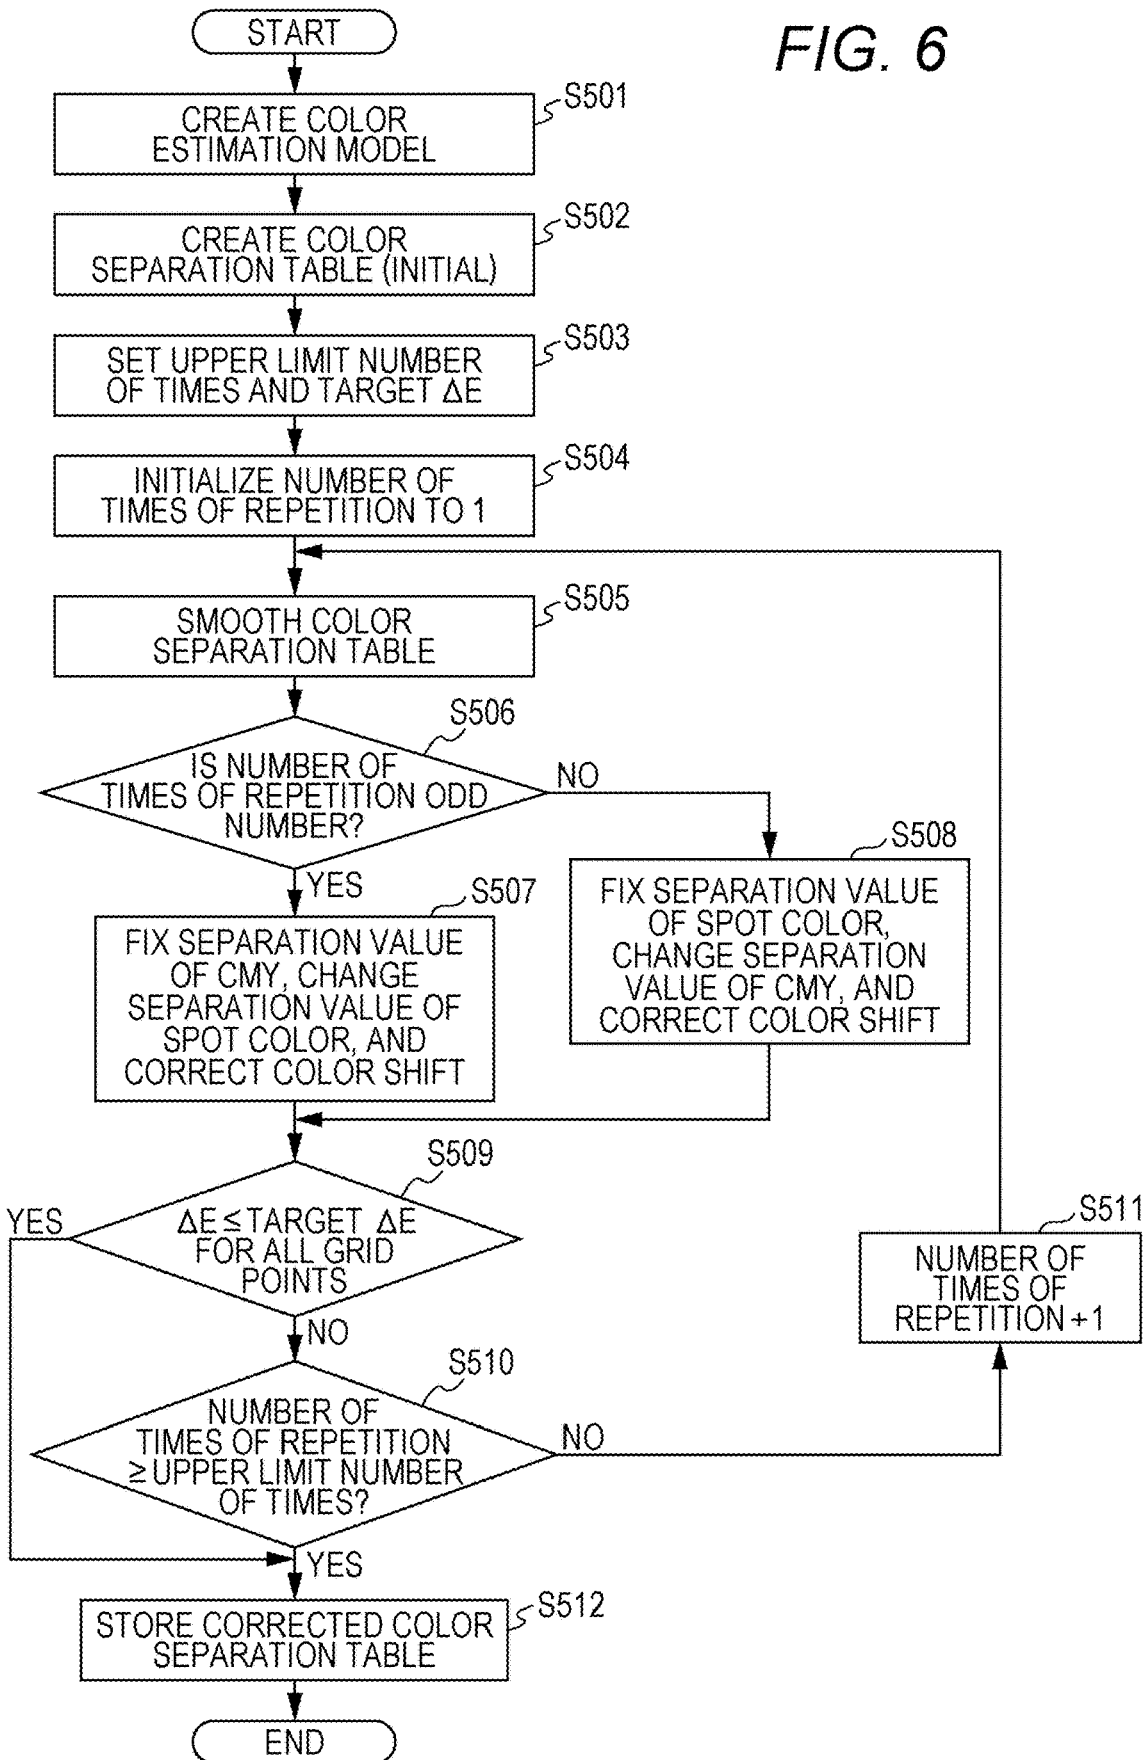 START
FIG. 6
S501
CREATE COLOR
ESTIMATION MODEL
S502
CREATE COLOR
SEPARATION TABLE (INITIAL)
S503
SET UPPER LIMIT NUMBER
OF TIMES AND TARGET ΔE
S504
INITIALIZE NUMBER OF
TIMES OF REPETITION TO 1
S505
SMOOTH COLOR
SEPARATION TABLE
S506
IS NUMBER OF
TIMES OF REPETITION ODD
NUMBER?
NO
YES
S507
FIX SEPARATION VALUE
OF CMY, CHANGE
SEPARATION VALUE OF
SPOT COLOR, AND
CORRECT COLOR SHIFT
S508
FIX SEPARATION VALUE
OF SPOT COLOR,
CHANGE SEPARATION
VALUE OF CMY, AND
CORRECT COLOR SHIFT
S509
YES
ΔE ≤ TARGET ΔE
FOR ALL GRID
POINTS
NO
S510
NUMBER OF
TIMES OF REPETITION
≥ UPPER LIMIT NUMBER
OF TIMES?
NO
S511
NUMBER OF
TIMES OF
REPETITION +1
YES
S512
STORE CORRECTED COLOR
SEPARATION TABLE
END